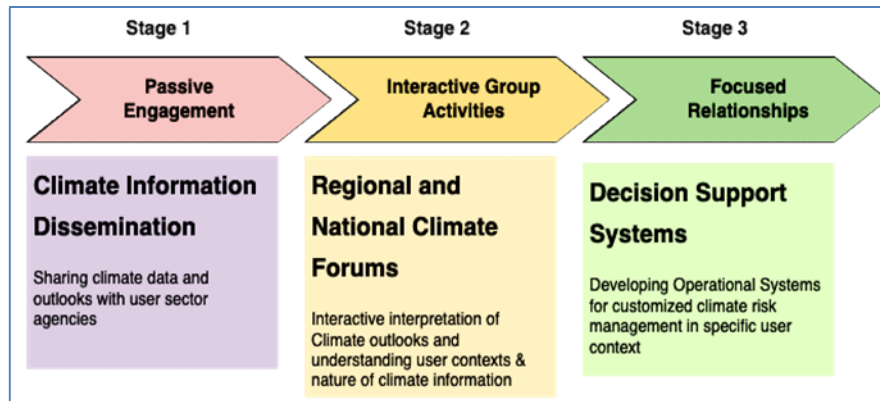 Stage 1
Stage 2
Stage 3
Passive
Engagement
Interactive Group
Activities
Focused
Relationships
Climate Information
Dissemination
Sharing climate data and
outlooks with user sector
agencies
Regional and
National Climate
Forums
Interactive interpretation of
Climate outlooks and
understanding user contexts &
nature of climate information
Decision Support
Systems
Developing Operational Systems
for customized climate risk
management in specific user
context